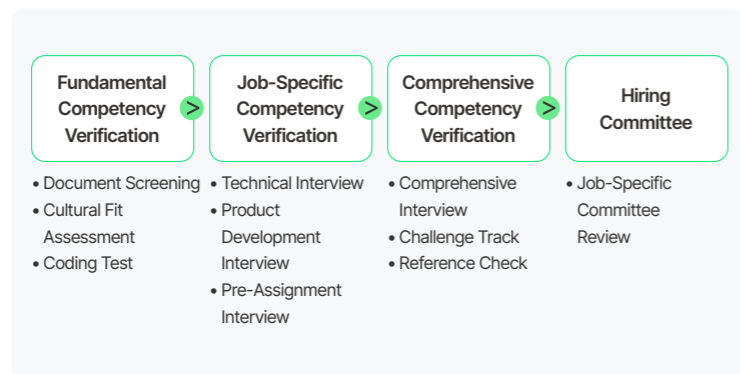 Fundamental
Competency
Verification
>
Job-Specific
Competency
Verification
>
Comprehensive
Competency
Verification
>
Hiring
Committee
• Document Screening
• Cultural Fit
Assessment
• Coding Test
• Technical Interview
• Product
Development
Interview
• Pre-Assignment
Interview
• Comprehensive
Interview
• Challenge Track
• Reference Check
• Job-Specific
Committee
Review